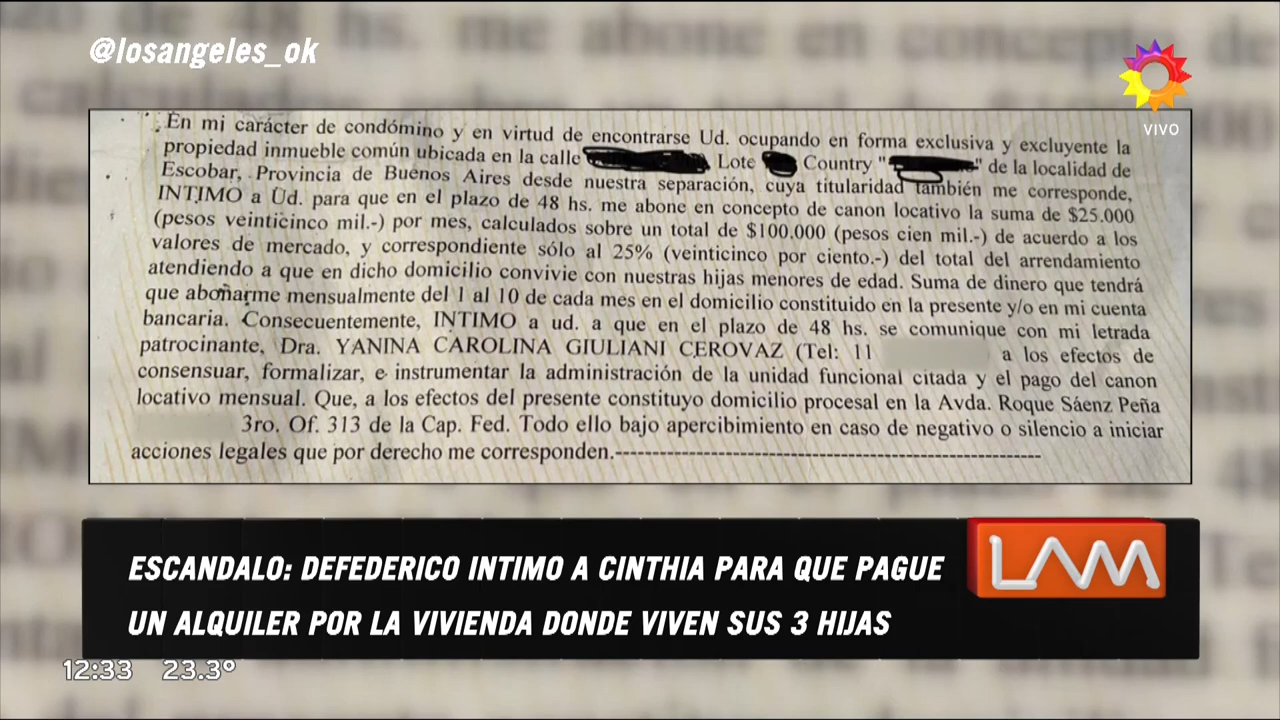 @losangeles_ok
VIVO
En mi carácter de condómino y en virtud de encontrarse Ud. ocupando en forma exclusiva y excluyente la
propiedad inmueble común ubicada en la calle Lote Country " " de la localidad de
Escobar, Provincia de Buenos Aires desde nuestra separación, cuya titularidad también me corresponde,
INTIMO a Ud. para que en el plazo de 48 hs. me abone en concepto de canon locativo la suma de $25.000
(pesos veinticinco mil.-) por mes, calculados sobre un total de $100.000 (pesos cien mil.-) de acuerdo a los
valores de mercado, y correspondiente sólo al 25% (veinticinco por ciento.-) del total del arrendamiento
atendiendo a que en dicho domicilio convivie con nuestras hijas menores de edad. Suma de dinero que tendrá
que abonarme mensualmente del 1 al 10 de cada mes en el domicilio constituido en la presente y/o en mi cuenta
bancaria. Consecuentemente, INTIMO a ud. a que en el plazo de 48 hs. se comunique con mi letrada
patrocinante, Dra. YANINA CAROLINA GIULIANI CEROVAZ (Tel: 11 a los efectos de
consensuar, formalizar, e instrumentar la administración de la unidad funcional citada y el pago del canon
locativo mensual. Que, a los efectos del presente constituyo domicilio procesal en la Avda. Roque Sáenz Peña
3ro. Of. 313 de la Cap. Fed. Todo ello bajo apercibimiento en caso de negativo o silencio a iniciar
acciones legales que por derecho me corresponden.--------------------------------------------------
ESCANDALO: DEFEDERICO INTIMO A CINTHIA PARA QUE PAGUE
UN ALQUILER POR LA VIVIENDA DONDE VIVEN SUS 3 HIJAS
LAM
12:33 23.3°